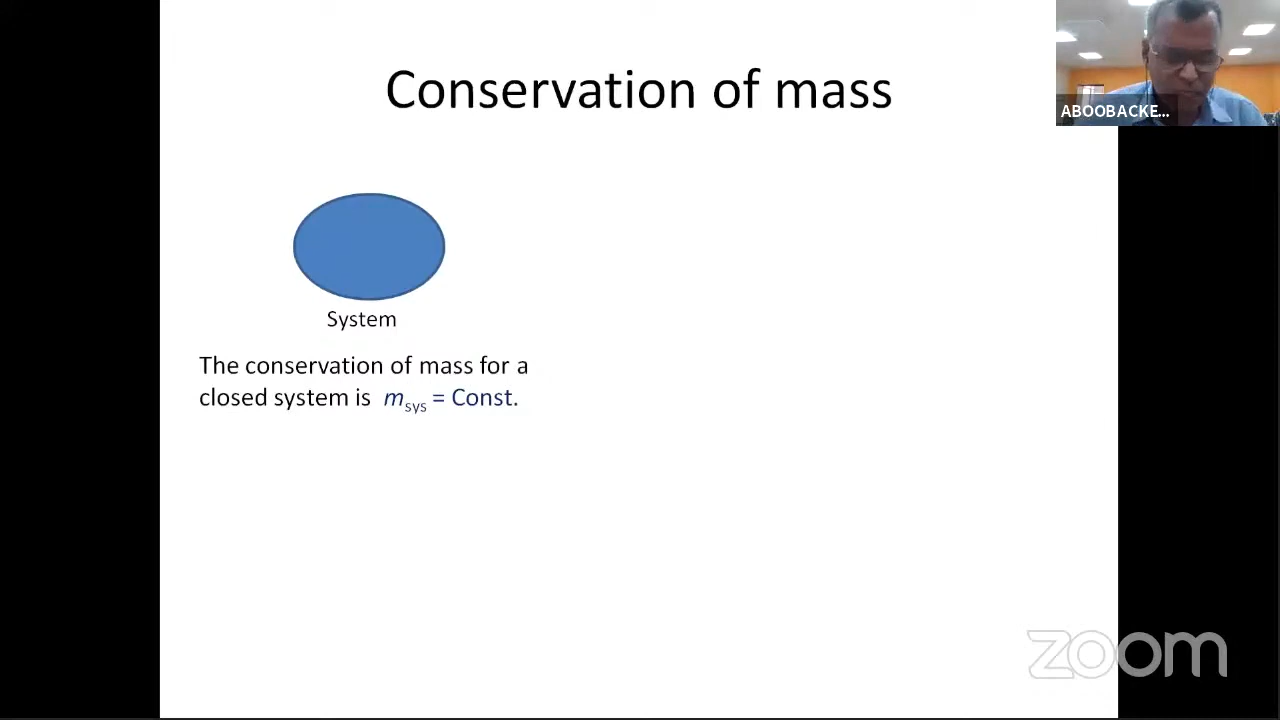 Conservation of mass
ABOOBACKE...
System
The conservation of mass for a
closed system is m_sys = Const.
zoom